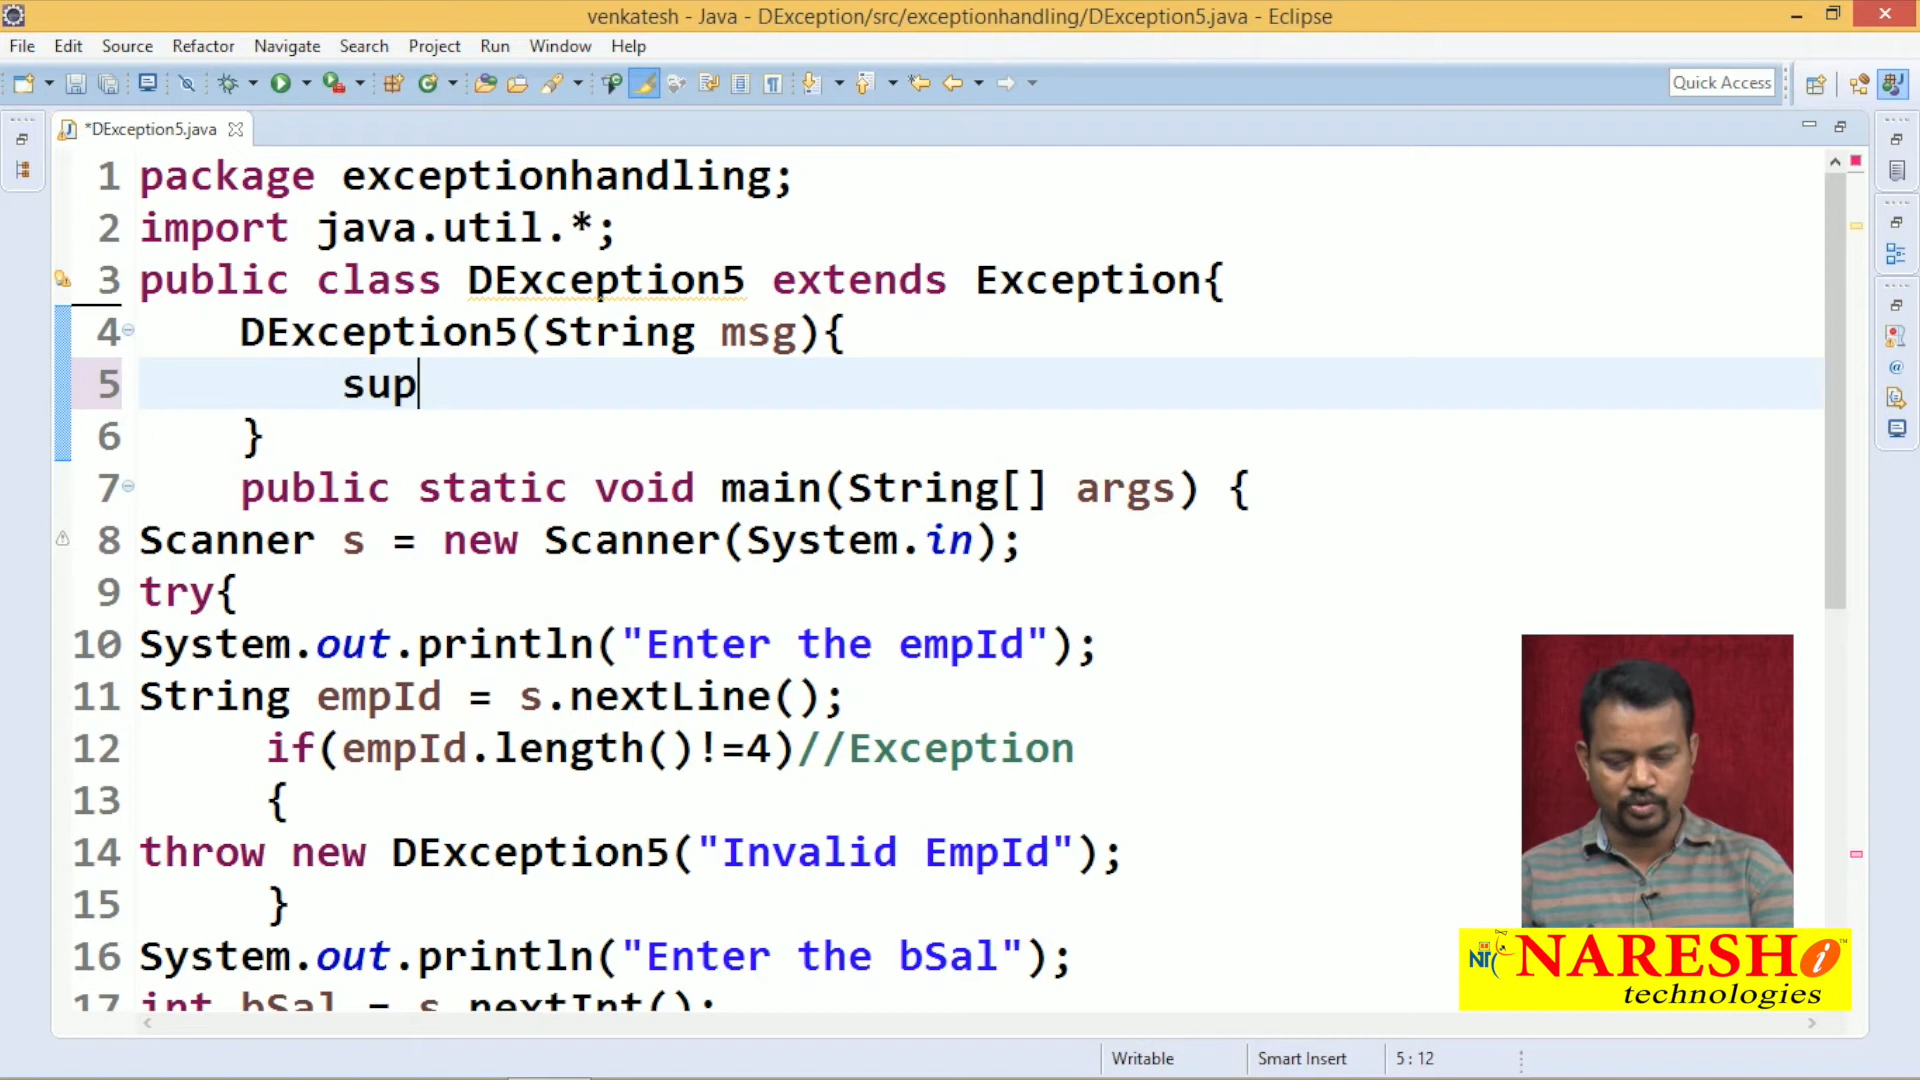 venkatesh - Java - DException/src/exceptionhandling/DException5.java - Eclipse
File Edit Source Refactor Navigate Search Project Run Window Help
Quick Access
*DException5.java
1 package exceptionhandling;
2 import java.util.*;
3 public class DException5 extends Exception{
4 DException5(String msg){
5 sup
6 }
7 public static void main(String[] args) {
8 Scanner s = new Scanner(System.in);
9 try{
10 System.out.println("Enter the empId");
11 String empId = s.nextLine();
12 if(empId.length()!=4)//Exception
13 {
14 throw new DException5("Invalid EmpId");
15 }
16 System.out.println("Enter the bSal");
17 int bSal = s.nextInt();
NARESH i
technologies
Writable Smart Insert 5 : 12